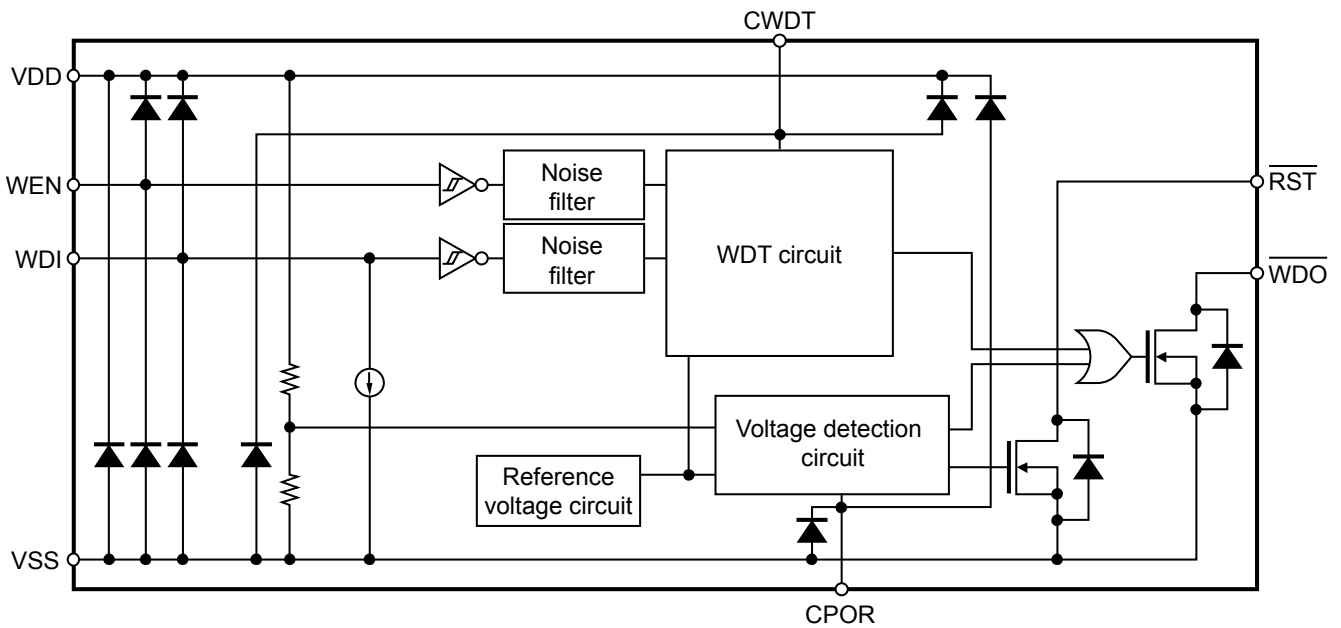 CWDT
VDD
WEN
Noise
filter
RST
WDI
Noise
filter
WDT circuit
WDO
Voltage detection
circuit
Reference
voltage circuit
VSS
CPOR